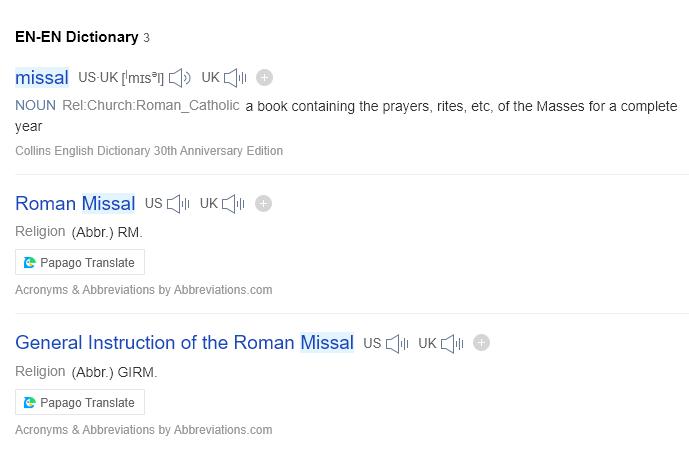 EN-EN Dictionary 3
missal US·UK [ˈmɪsᵊl] UK
NOUN Rel:Church:Roman_Catholic a book containing the prayers, rites, etc, of the Masses for a complete
year
Collins English Dictionary 30th Anniversary Edition
Roman Missal US UK
Religion (Abbr.) RM.
Papago Translate
Acronyms & Abbreviations by Abbreviations.com
General Instruction of the Roman Missal US UK
Religion (Abbr.) GIRM.
Papago Translate
Acronyms & Abbreviations by Abbreviations.com